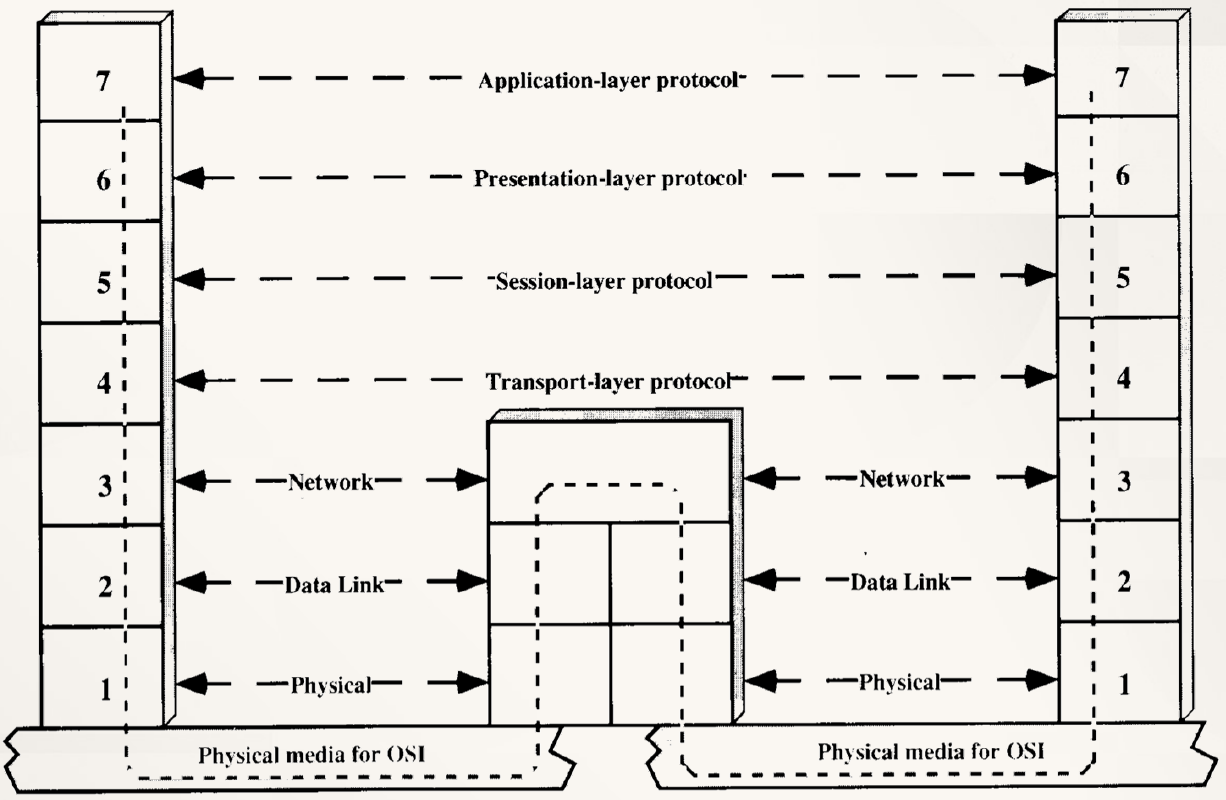 7 Application-layer protocol 7
6 Presentation-layer protocol 6
5 Session-layer protocol 5
4 Transport-layer protocol 4
3 Network Network 3
2 Data Link Data Link 2
1 Physical Physical 1
Physical media for OSI Physical media for OSI